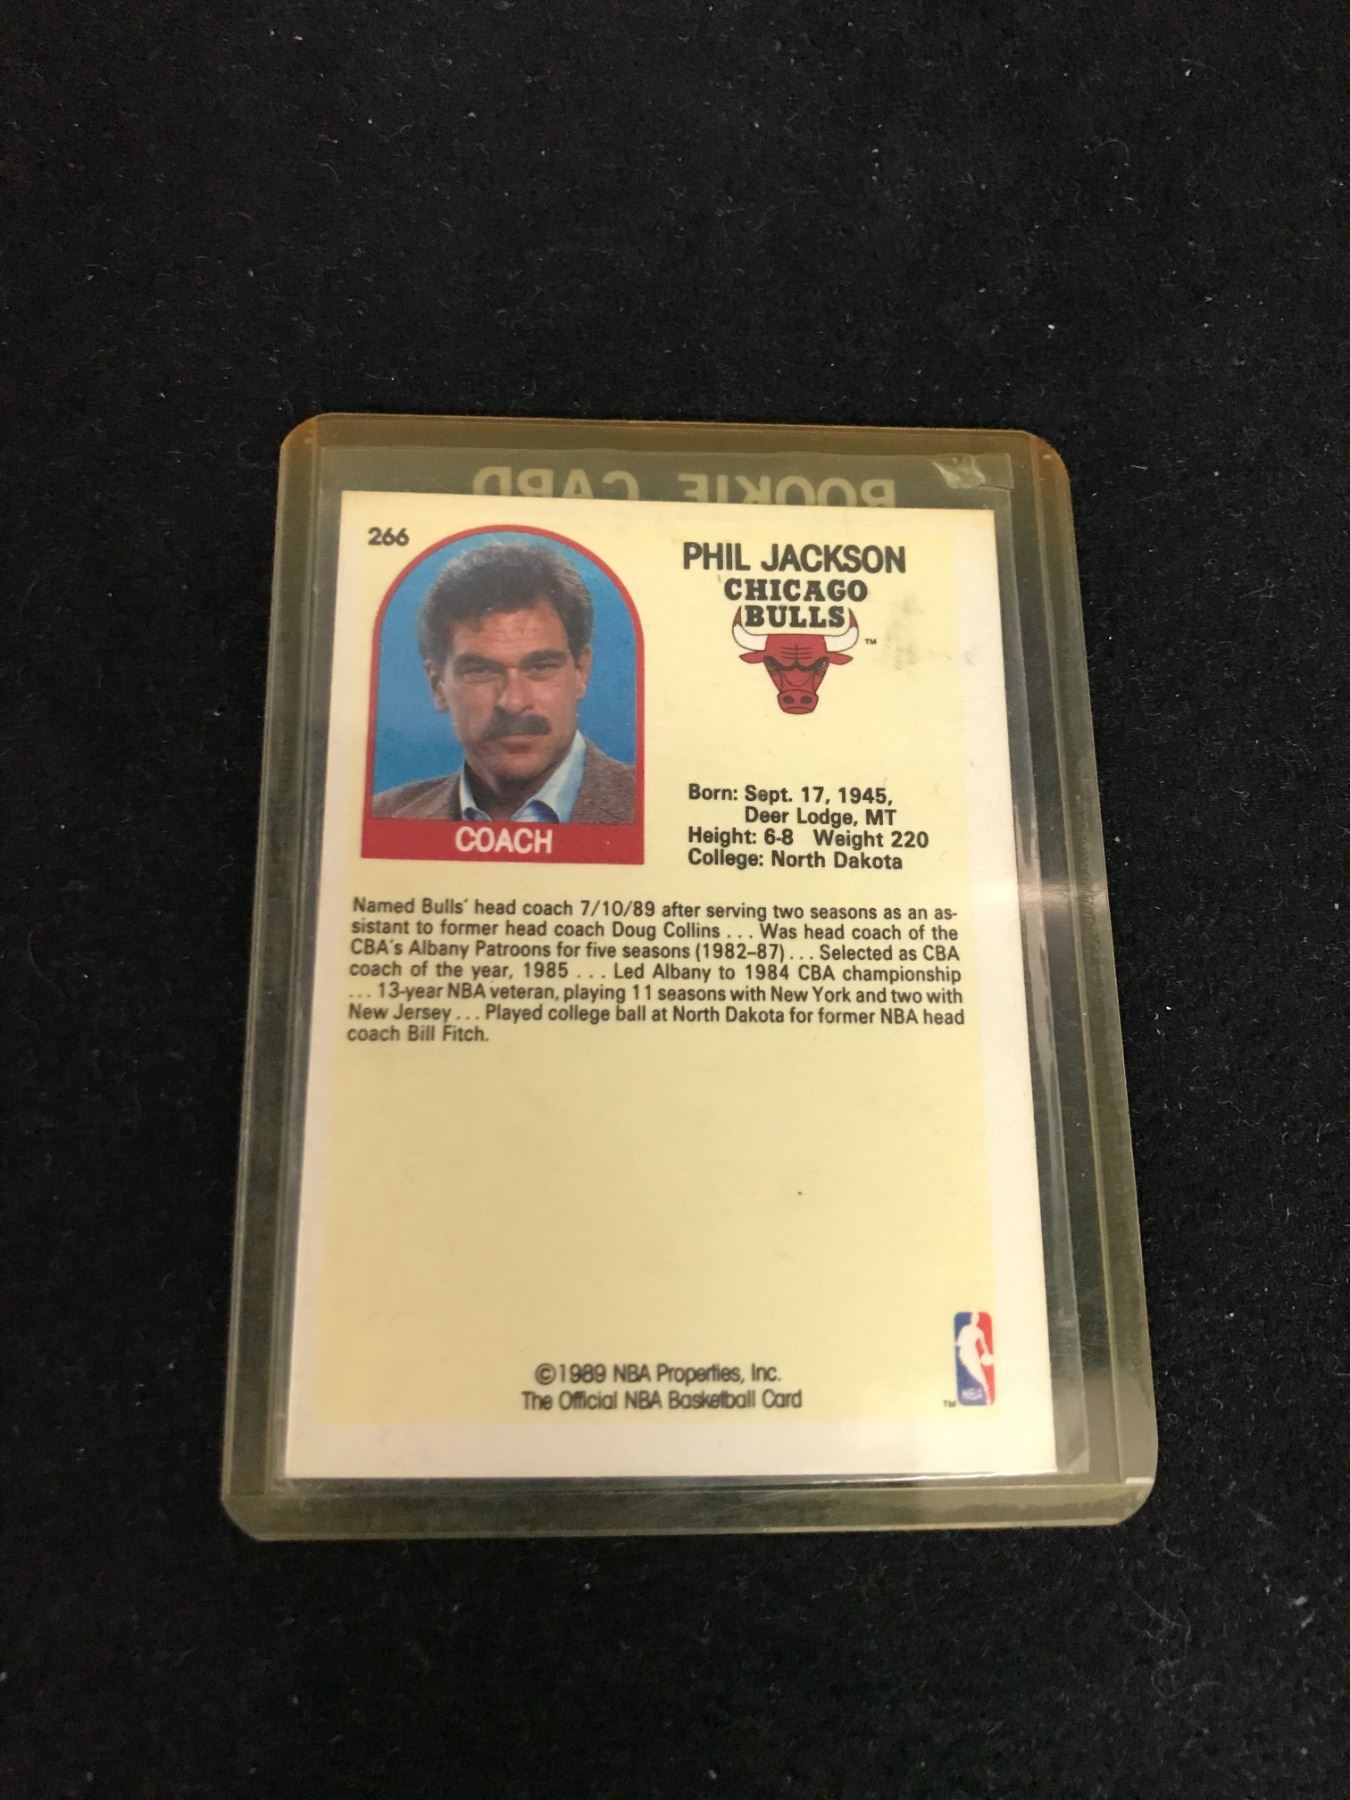 ROOKIE CARD
266
PHIL JACKSON
CHICAGO
BULLS
TM
COACH
Born: Sept. 17, 1945,
Deer Lodge, MT
Height: 6-8 Weight 220
College: North Dakota
Named Bulls' head coach 7/10/89 after serving two seasons as an as-
sistant to former head coach Doug Collins . . . Was head coach of the
CBA's Albany Patroons for five seasons (1982–87) . . . Selected as CBA
coach of the year, 1985 . . . Led Albany to 1984 CBA championship
. . . 13-year NBA veteran, playing 11 seasons with New York and two with
New Jersey . . . Played college ball at North Dakota for former NBA head
coach Bill Fitch.
©1989 NBA Properties, Inc.
The Official NBA Basketball Card
NBA
TM